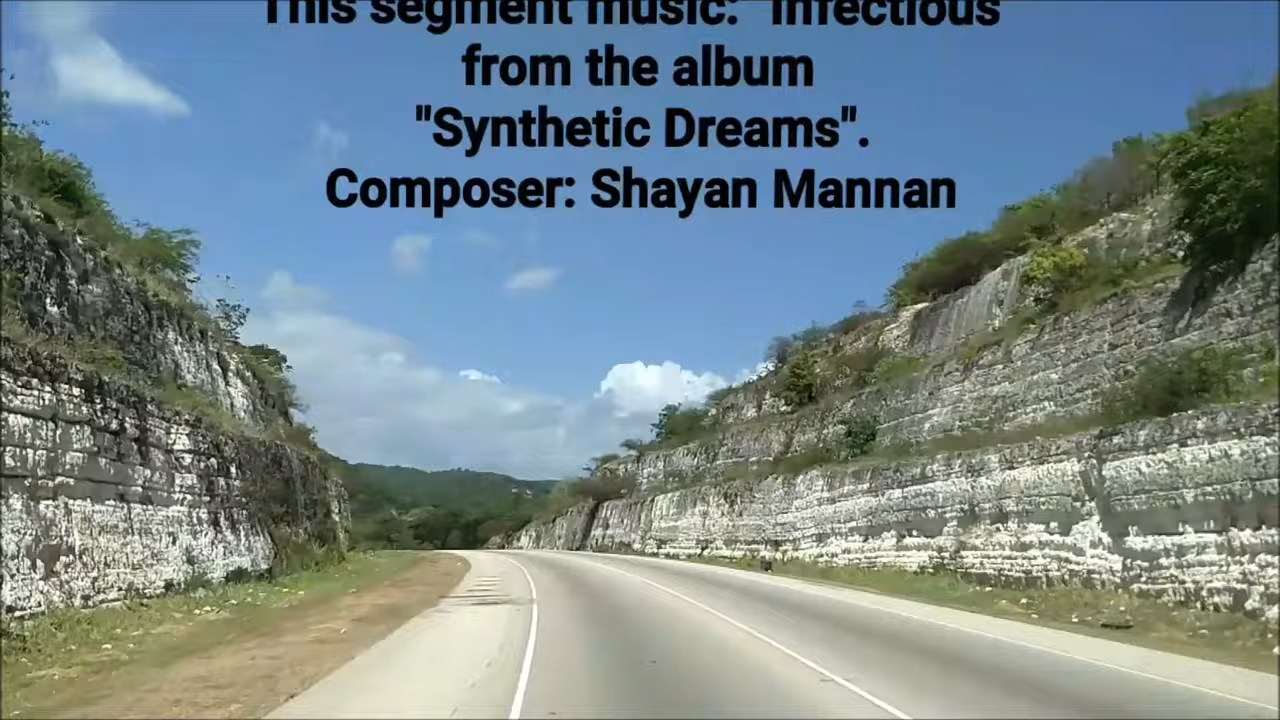 This segment music: "Infectious
from the album
"Synthetic Dreams".
Composer: Shayan Mannan